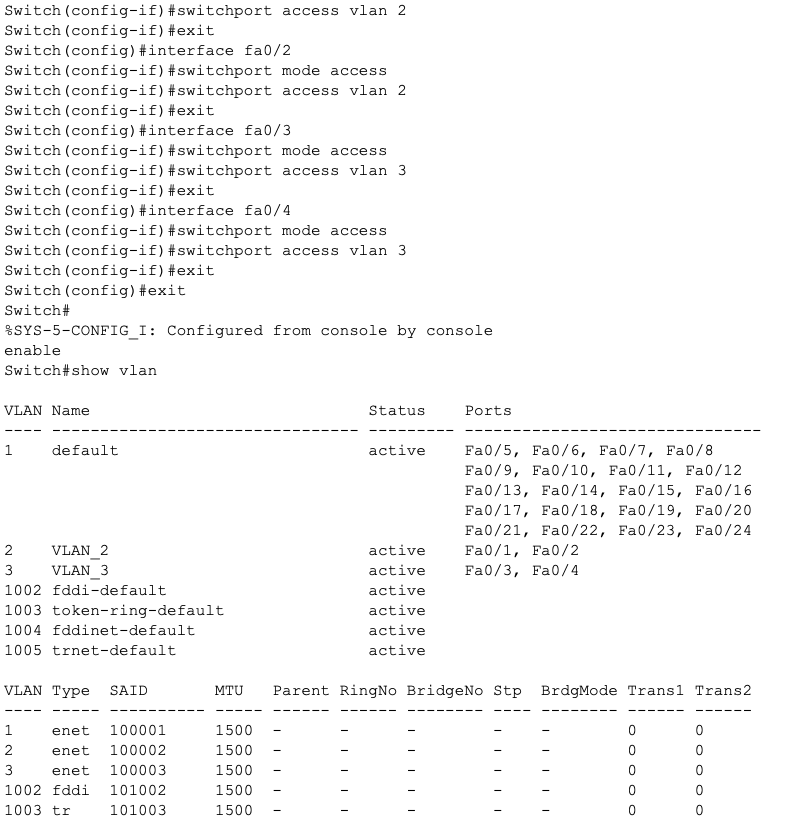 Switch(config-if)#switchport access vlan 2
Switch(config-if)#exit
Switch(config)#interface fa0/2
Switch(config-if)#switchport mode access
Switch(config-if)#switchport access vlan 2
Switch(config-if)#exit
Switch(config)#interface fa0/3
Switch(config-if)#switchport mode access
Switch(config-if)#switchport access vlan 3
Switch(config-if)#exit
Switch(config)#interface fa0/4
Switch(config-if)#switchport mode access
Switch(config-if)#switchport access vlan 3
Switch(config-if)#exit
Switch(config)#exit
Switch#
%SYS-5-CONFIG_I: Configured from console by console
enable
Switch#show vlan

VLAN Name                             Status    Ports
---- -------------------------------- --------- -------------------------------
1    default                          active    Fa0/5, Fa0/6, Fa0/7, Fa0/8
                                                Fa0/9, Fa0/10, Fa0/11, Fa0/12
                                                Fa0/13, Fa0/14, Fa0/15, Fa0/16
                                                Fa0/17, Fa0/18, Fa0/19, Fa0/20
                                                Fa0/21, Fa0/22, Fa0/23, Fa0/24
2    VLAN_2                           active    Fa0/1, Fa0/2
3    VLAN_3                           active    Fa0/3, Fa0/4
1002 fddi-default                     active
1003 token-ring-default               active
1004 fddinet-default                  active
1005 trnet-default                    active

VLAN Type  SAID       MTU   Parent RingNo BridgeNo Stp  BrdgMode Trans1 Trans2
---- ----- ---------- ----- ------ ------ -------- ---- -------- ------ ------
1    enet  100001     1500  -      -      -        -    -        0      0
2    enet  100002     1500  -      -      -        -    -        0      0
3    enet  100003     1500  -      -      -        -    -        0      0
1002 fddi  101002     1500  -      -      -        -    -        0      0
1003 tr    101003     1500  -      -      -        -    -        0      0